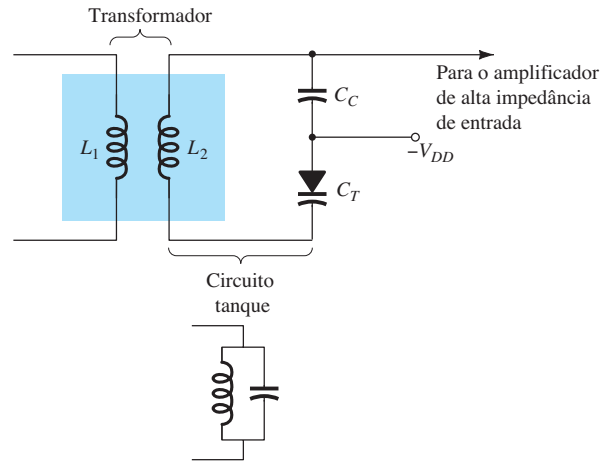 Transformador
L1
L2
CC
Para o amplificador
de alta impedância
de entrada
–VDD
CT
Circuito
tanque